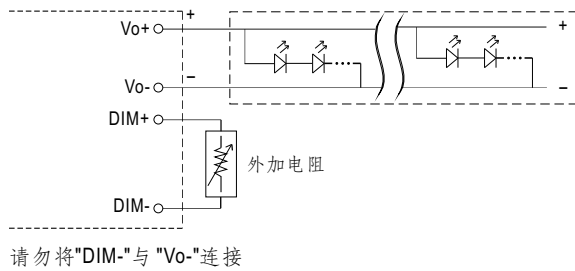 Vo+
+
+
Vo-
−
−
DIM+
外加电阻
DIM-
请勿将"DIM-"与 "Vo-"连接